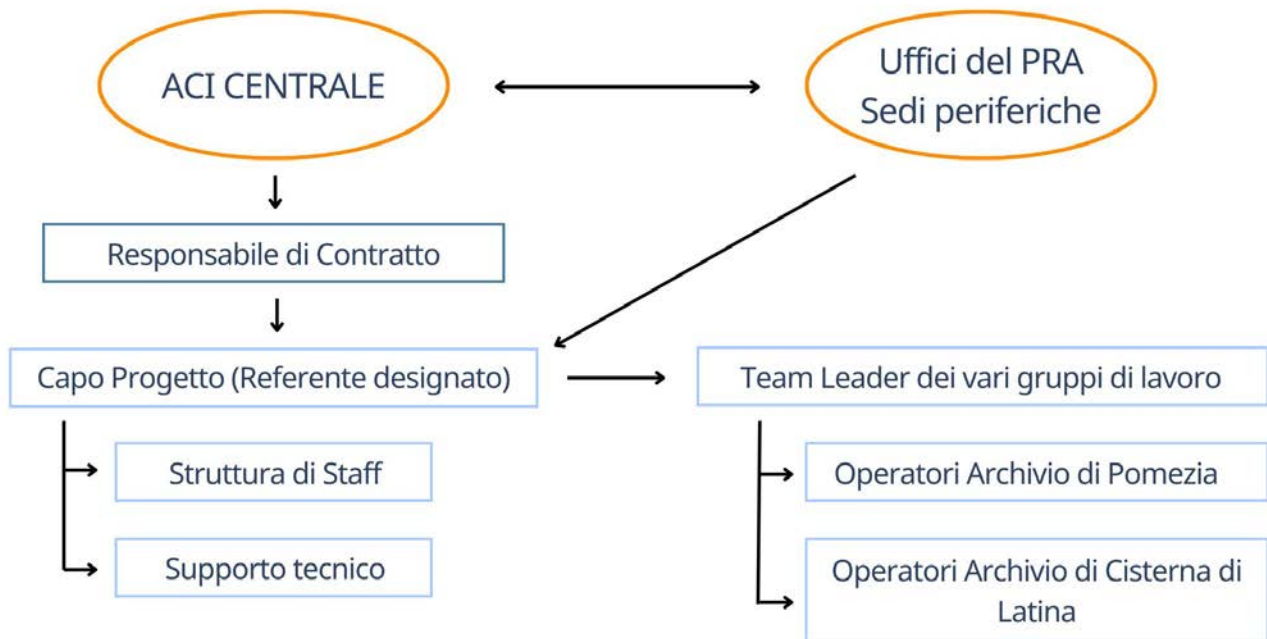 ACI CENTRALE
Uffici del PRA
Sedi periferiche
Responsabile di Contratto
Capo Progetto (Referente designato)
Team Leader dei vari gruppi di lavoro
Struttura di Staff
Operatori Archivio di Pomezia
Supporto tecnico
Operatori Archivio di Cisterna di
Latina